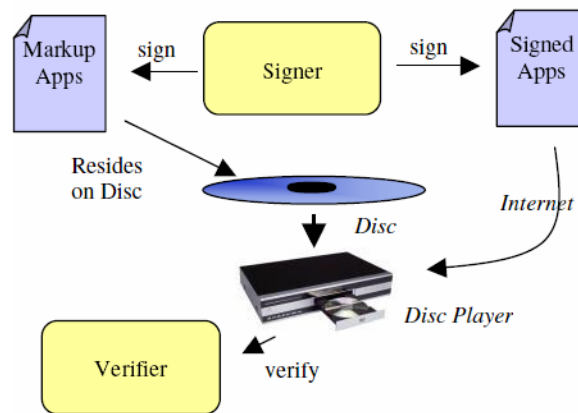 Markup
Apps
sign
Signer
sign
Signed
Apps
Resides
on Disc
Disc
Internet
Disc Player
Verifier
verify